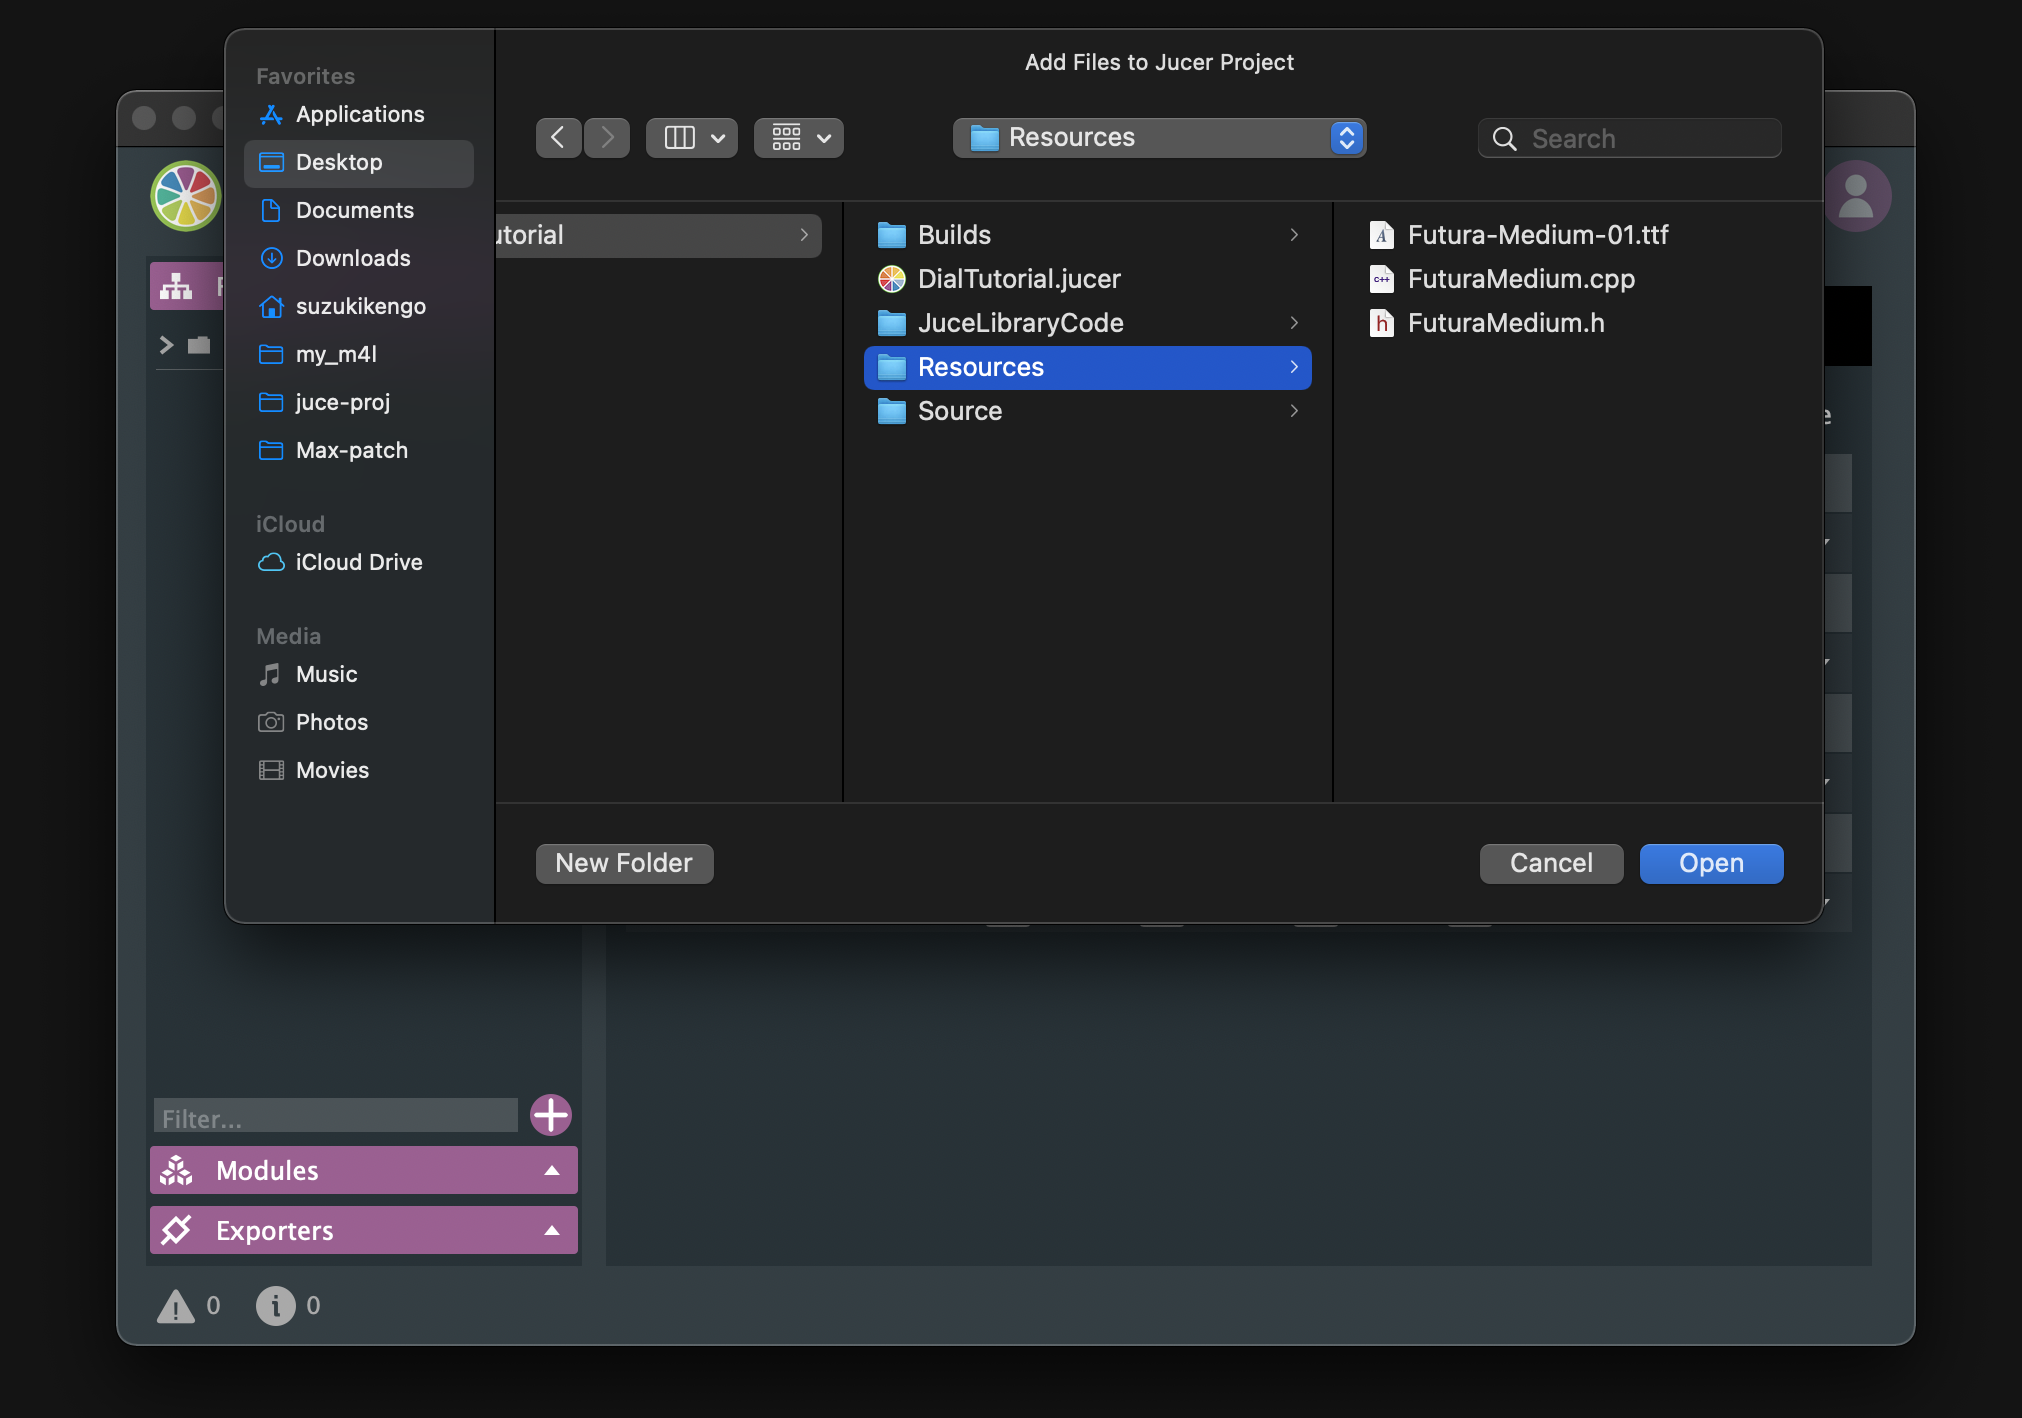 Add Files to Jucer Project
Favorites
Applications
Desktop
Documents
Downloads
suzukikengo
my_m4l
juce-proj
Max-patch
iCloud
iCloud Drive
Media
Music
Photos
Movies
Resources
Search
utorial
Builds
DialTutorial.jucer
JuceLibraryCode
Resources
Source
Futura-Medium-01.ttf
FuturaMedium.cpp
FuturaMedium.h
New Folder
Cancel
Open
Filter...
Modules
Exporters
0
0